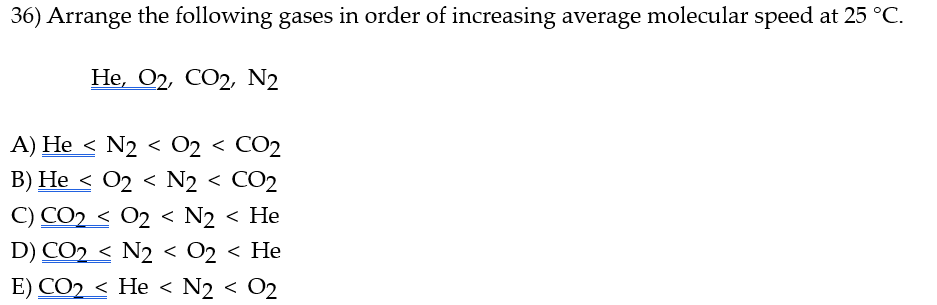 36) Arrange the following gases in order of increasing average molecular speed at 25 °C.
He, O2, CO2, N2
A) He < N2 < O2 < CO2
B) He < O2 < N2 < CO2
C) CO2 < O2 < N2 < He
D) CO2 < N2 < O2 < He
E) CO2 < He < N2 < O2